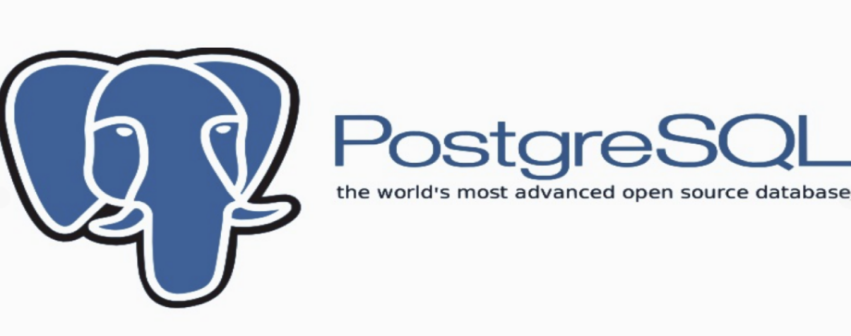 PostgreSQL
the world's most advanced open source database